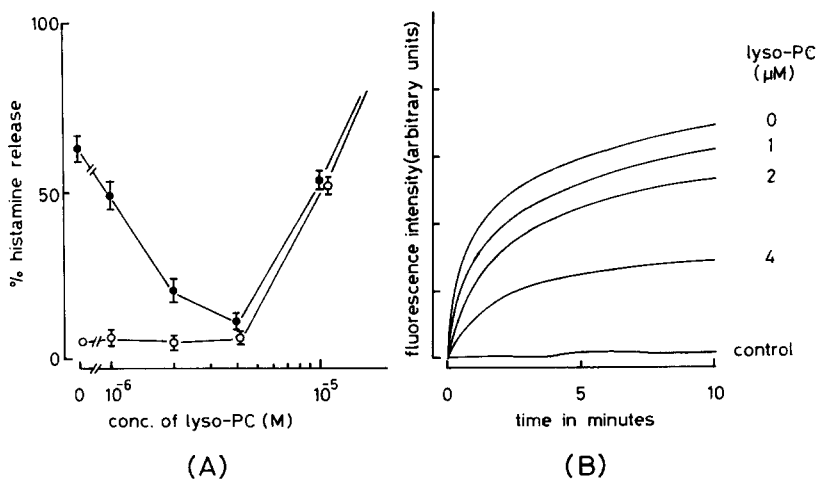 100
50
0
% histamine release
0 10⁻⁶ 10⁻⁵
conc. of lyso-PC (M)
(A)
fluorescence intensity(arbitrary units)
lyso-PC
(μM)
0
1
2
4
control
0 5 10
time in minutes
(B)